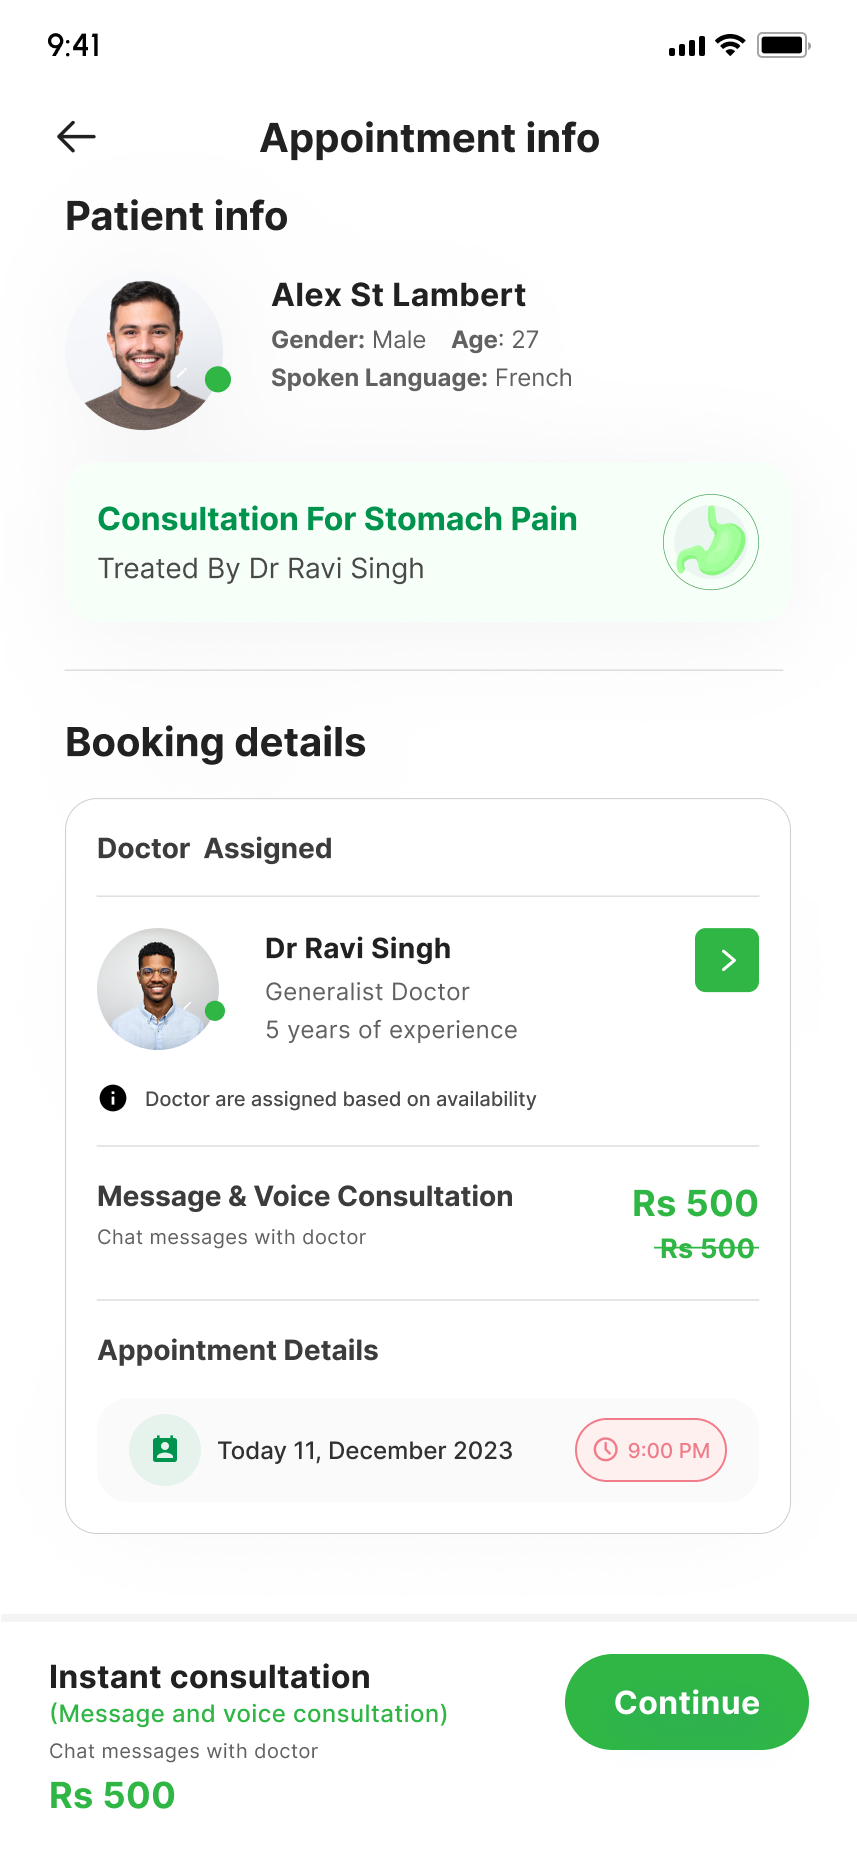 9:41
Appointment info
Patient info
Alex St Lambert
Gender: Male Age: 27
Spoken Language: French
Consultation For Stomach Pain
Treated By Dr Ravi Singh
Booking details
Doctor Assigned
Dr Ravi Singh
Generalist Doctor
5 years of experience
Doctor are assigned based on availability
Message & Voice Consultation
Rs 500
Chat messages with doctor
Rs 500
Appointment Details
Today 11, December 2023
9:00 PM
Instant consultation
(Message and voice consultation)
Chat messages with doctor
Rs 500
Continue